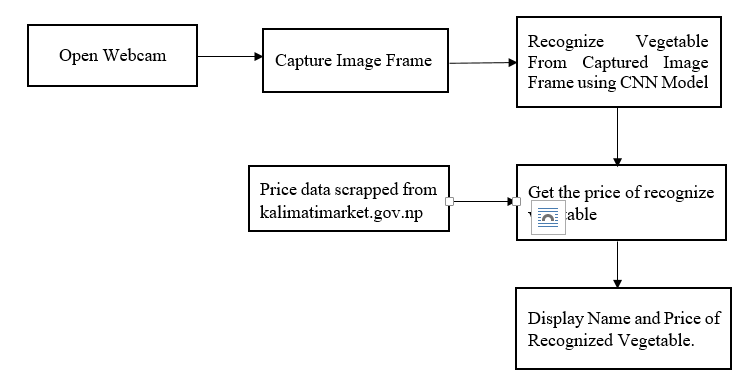 Open Webcam
Capture Image Frame
Recognize Vegetable
From Captured Image
Frame using CNN Model
Price data scrapped from
kalimatimarket.gov.np
Get the price of recognize
table
Display Name and Price of
Recognized Vegetable.